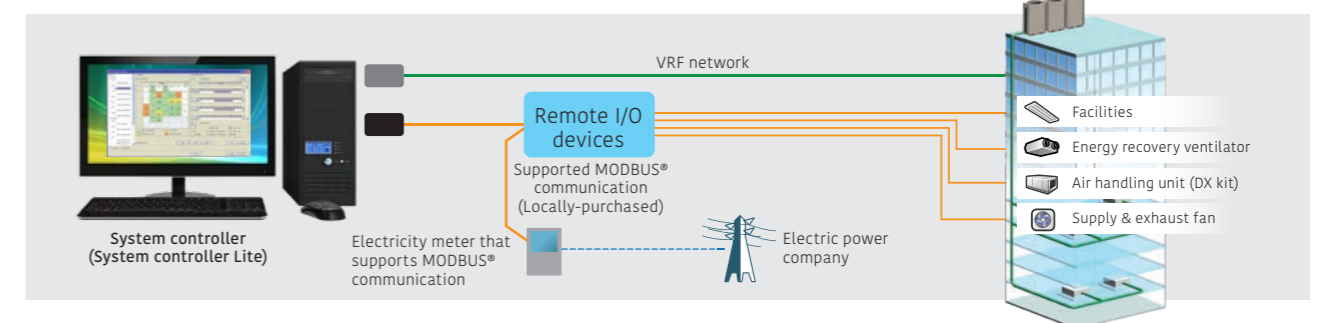 VRF network
Remote I/O
devices
Supported MODBUS®
communication
(Locally-purchased)
Facilities
Energy recovery ventilator
Air handling unit (DX kit)
Supply & exhaust fan
System controller
(System controller Lite)
Electricity meter that
supports MODBUS®
communication
Electric power
company